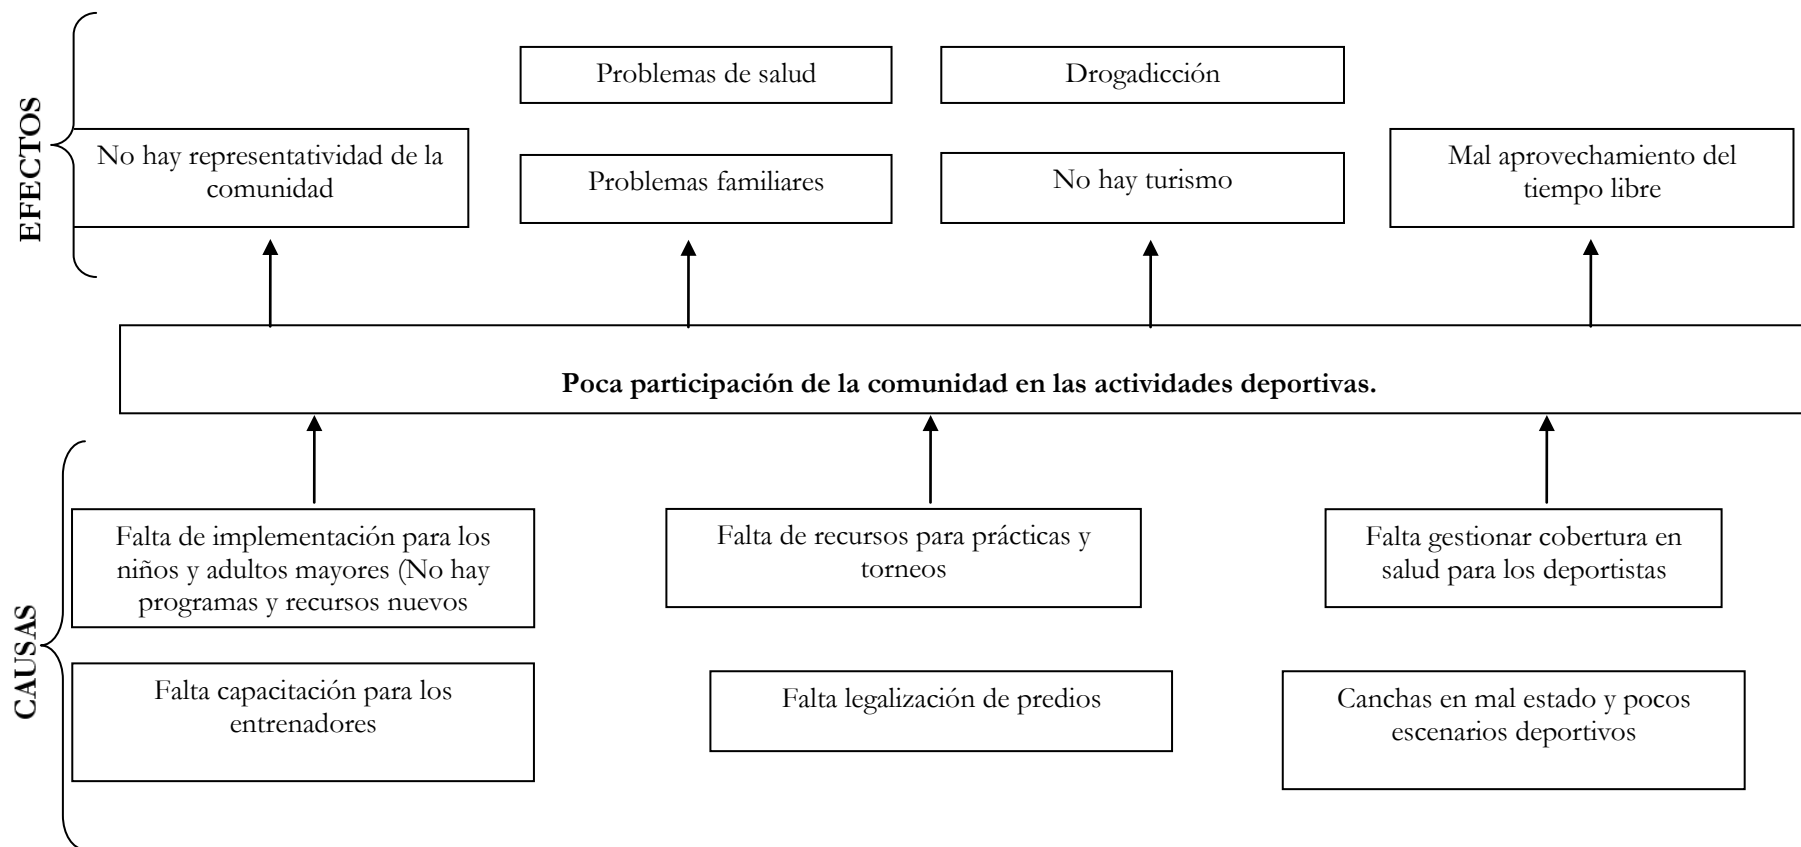 EFECTOS
Problemas de salud
Drogadicción
No hay representatividad de la
comunidad
Problemas familiares
No hay turismo
Mal aprovechamiento del
tiempo libre
Poca participación de la comunidad en las actividades deportivas.
CAUSAS
Falta de implementación para los
niños y adultos mayores (No hay
programas y recursos nuevos
Falta de recursos para prácticas y
torneos
Falta gestionar cobertura en
salud para los deportistas
Falta capacitación para los
entrenadores
Falta legalización de predios
Canchas en mal estado y pocos
escenarios deportivos